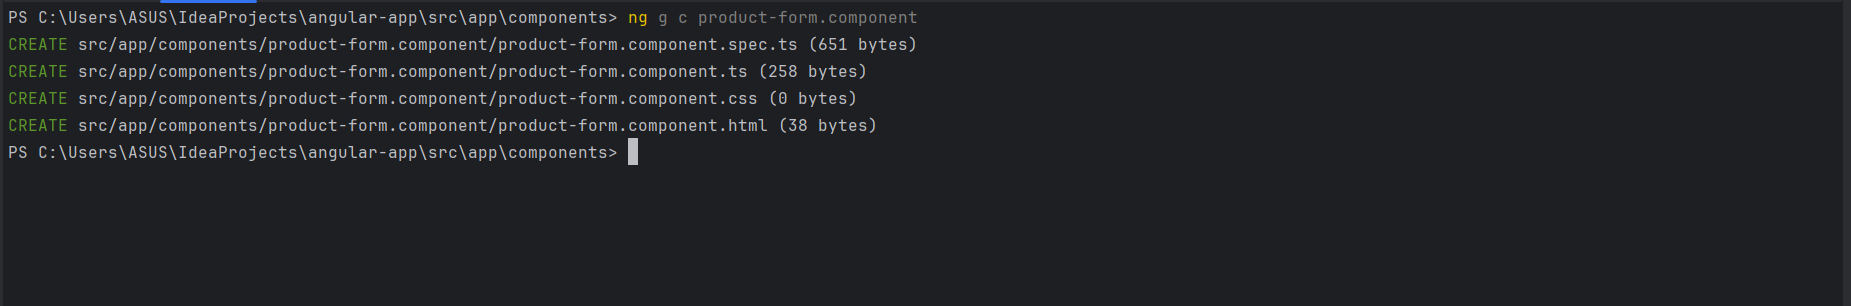 PS C:\Users\ASUS\IdeaProjects\angular-app\src\app\components> ng g c product-form.component
CREATE src/app/components/product-form.component/product-form.component.spec.ts (651 bytes)
CREATE src/app/components/product-form.component/product-form.component.ts (258 bytes)
CREATE src/app/components/product-form.component/product-form.component.css (0 bytes)
CREATE src/app/components/product-form.component/product-form.component.html (38 bytes)
PS C:\Users\ASUS\IdeaProjects\angular-app\src\app\components>